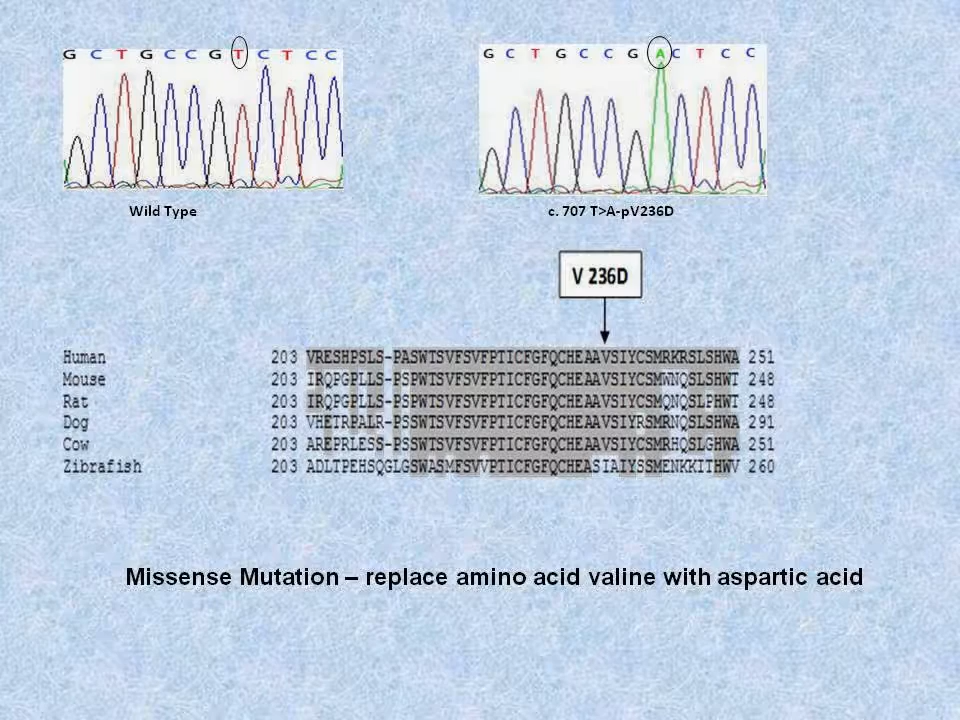 G C T G C C G T C T C C
G C T G C C G A C T C C
Wild Type
c. 707 T>A-pV236D
V 236D
Human 203 VRESHPSLS-PASWTSVFSVFPTICFGFQCHEAAVSIYCSMRKRSLSHWA 251
Mouse 203 IRQPGPLLS-PSPWTSVFSVFPTICFGFQCHEAAVSIYCSMWNQSLSHWT 248
Rat 203 IRQPGPLLS-PSPWTSVFSVFPTICFGFQCHEAAVSIYCSMQNQSLPHWT 248
Dog 203 VHEIRPALR-PSSWTSVFSVFPTICFGFQCHEAAVSIYRSMRNQSLSHWA 291
Cow 203 AREPRLESS-PSSWTSVFSVFPTICFGFQCHEAAVSIYCSMRHQSLGHWA 251
Zibrafish 203 ADLTPEHSQGLGSWASMFSVVPTICFGFQCHEASIAIYSSMENKKITHWV 260
Missense Mutation – replace amino acid valine with aspartic acid